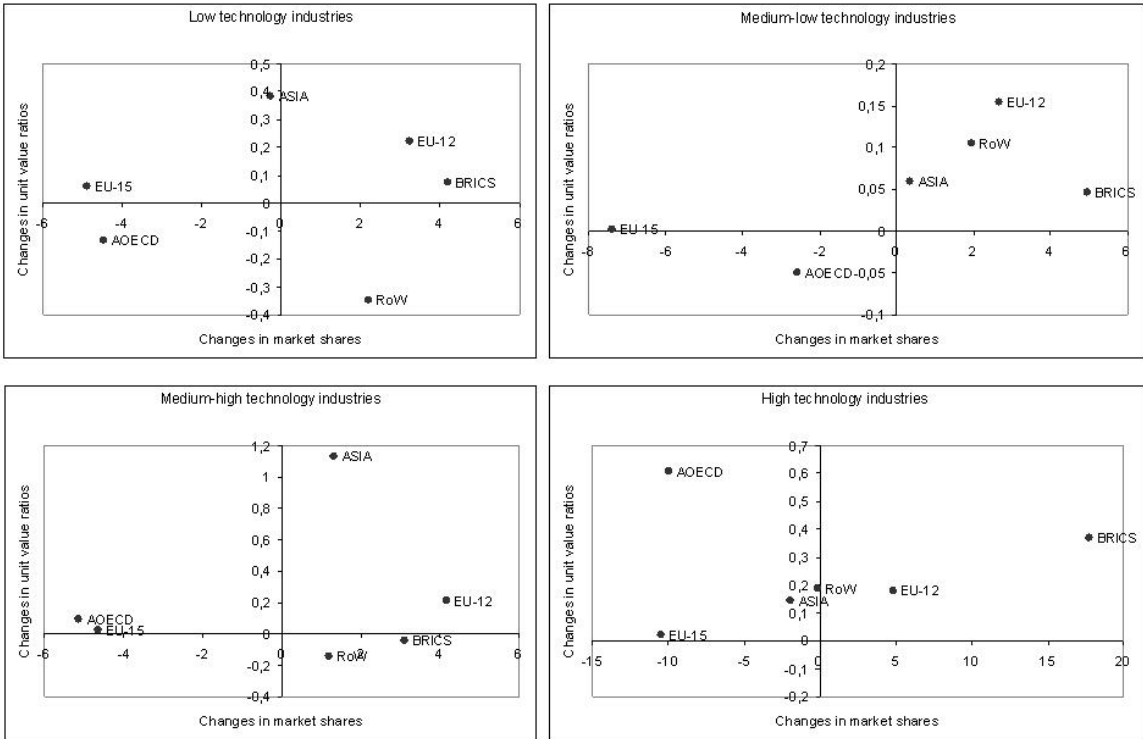 Low technology industries
Changes in unit value ratios
0,5
0,4
0,3
0,2
0,1
0
-0,1
-0,2
-0,3
-0,4
-6 -4 -2 0 2 4 6
ASIA
EU-12
BRICS
EU-15
AOECD
RoW
Changes in market shares
Medium-low technology industries
Changes in unit value ratios
0,2
0,15
0,1
0,05
0
-0,05
-0,1
-8 -6 -4 -2 0 2 4 6
EU-12
RoW
ASIA
BRICS
EU-15
AOECD
Changes in market shares
Medium-high technology industries
Changes in unit value ratios
1,2
1
0,8
0,6
0,4
0,2
0
-0,2
-0,4
-6 -4 -2 0 2 4 6
ASIA
EU-12
AOECD
EU-15
BRICS
RoW
Changes in market shares
High technology industries
Changes in unit value ratios
0,7
0,6
0,5
0,4
0,3
0,2
0,1
0
-0,1
-0,2
-15 -10 -5 0 5 10 15 20
AOECD
BRICS
RoW
EU-12
ASIA
EU-15
Changes in market shares